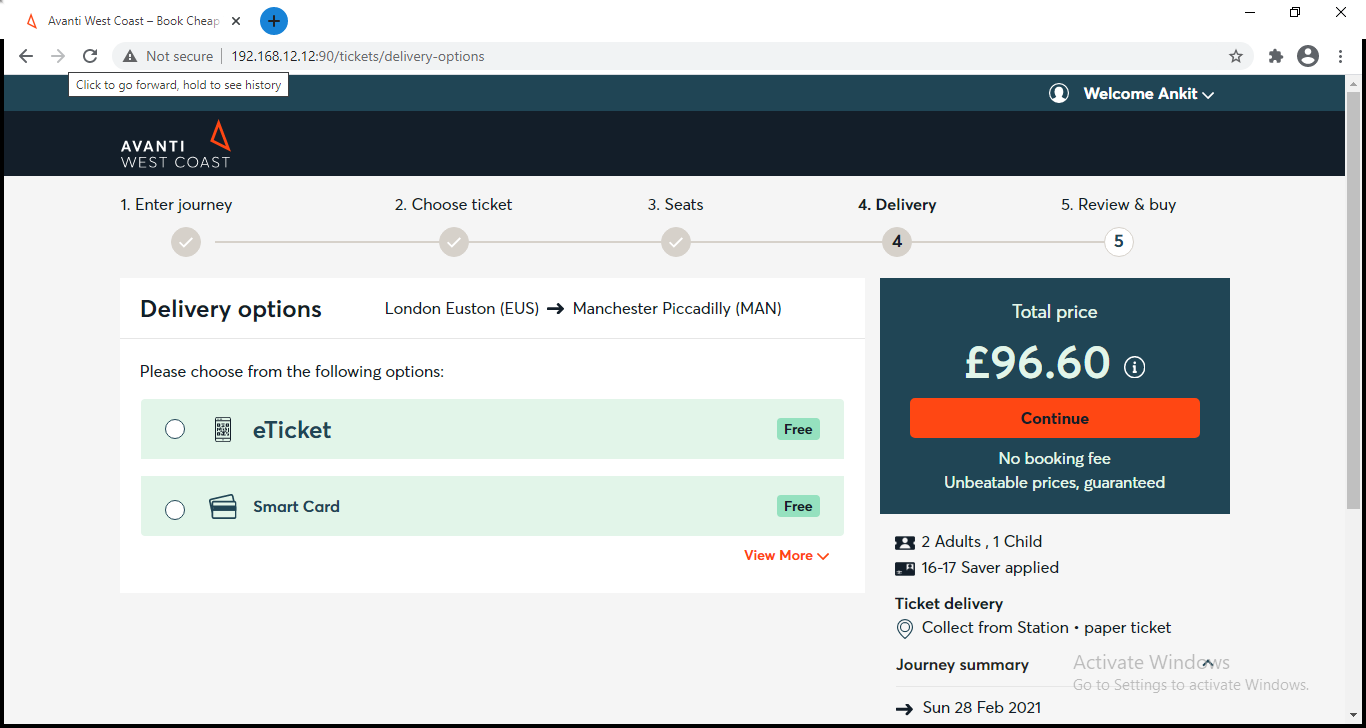 Avanti West Coast – Book Cheap
Not secure 192.168.12.12:90/tickets/delivery-options
Click to go forward, hold to see history
Welcome Ankit
AVANTI
WEST COAST
1. Enter journey 2. Choose ticket 3. Seats 4. Delivery 5. Review & buy
4 5
Delivery options London Euston (EUS) → Manchester Piccadilly (MAN)
Please choose from the following options:
eTicket Free
Smart Card Free
View More
Total price
£96.60
Continue
No booking fee
Unbeatable prices, guaranteed
2 Adults , 1 Child
16-17 Saver applied
Ticket delivery
Collect from Station • paper ticket
Journey summary
→ Sun 28 Feb 2021
Activate Windows
Go to Settings to activate Windows.